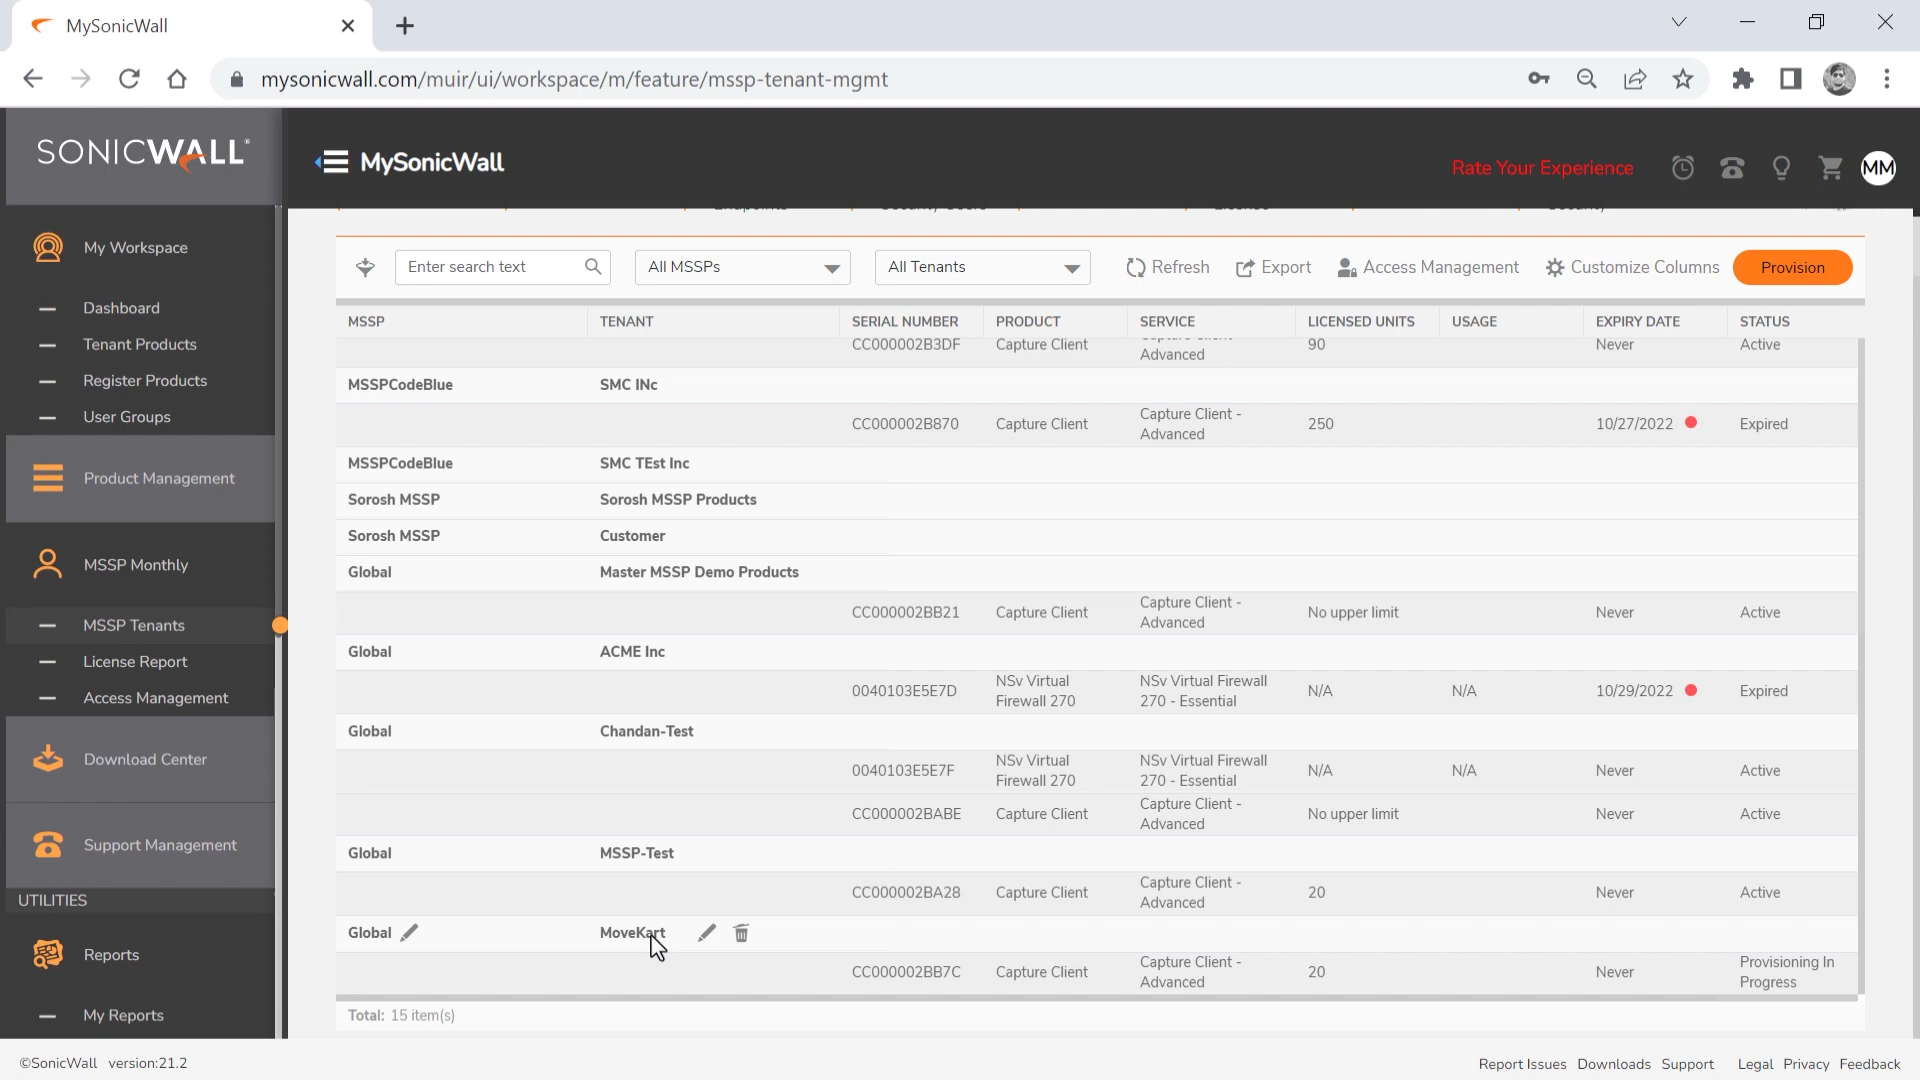 MySonicWall
mysonicwall.com/muir/ui/workspace/m/feature/mssp-tenant-mgmt
SONICWALL
MySonicWall
Rate Your Experience
MM
My Workspace
Dashboard
Tenant Products
Register Products
User Groups
Product Management
MSSP Monthly
MSSP Tenants
License Report
Access Management
Download Center
Support Management
UTILITIES
Reports
My Reports
Enter search text
All MSSPs
All Tenants
Refresh
Export
Access Management
Customize Columns
Provision
MSSP TENANT SERIAL NUMBER PRODUCT SERVICE LICENSED UNITS USAGE EXPIRY DATE STATUS
CC000002B3DF Capture Client Capture Client - Advanced 90 Never Active
MSSPCodeBlue SMC INc
CC000002B870 Capture Client Capture Client - Advanced 250 10/27/2022 Expired
MSSPCodeBlue SMC TEst Inc
Sorosh MSSP Sorosh MSSP Products
Sorosh MSSP Customer
Global Master MSSP Demo Products
CC000002BB21 Capture Client Capture Client - Advanced No upper limit Never Active
Global ACME Inc
0040103E5E7D NSv Virtual Firewall 270 NSv Virtual Firewall 270 - Essential N/A N/A 10/29/2022 Expired
Global Chandan-Test
0040103E5E7F NSv Virtual Firewall 270 NSv Virtual Firewall 270 - Essential N/A N/A Never Active
CC000002BABE Capture Client Capture Client - Advanced No upper limit Never Active
Global MSSP-Test
CC000002BA28 Capture Client Capture Client - Advanced 20 Never Active
Global MoveKart
CC000002BB7C Capture Client Capture Client - Advanced 20 Never Provisioning In Progress
Total: 15 item(s)
©SonicWall version:21.2
Report Issues Downloads Support Legal Privacy Feedback